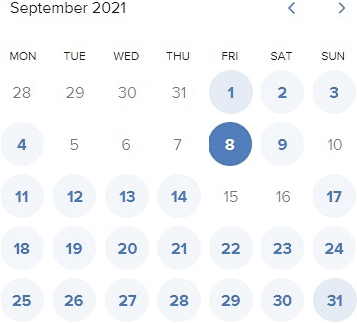 September 2021
MON TUE WED THU FRI SAT SUN
28 29 30 31 1 2 3
4 5 6 7 8 9 10
11 12 13 14 15 16 17
18 19 20 21 22 23 24
25 26 27 28 29 30 31